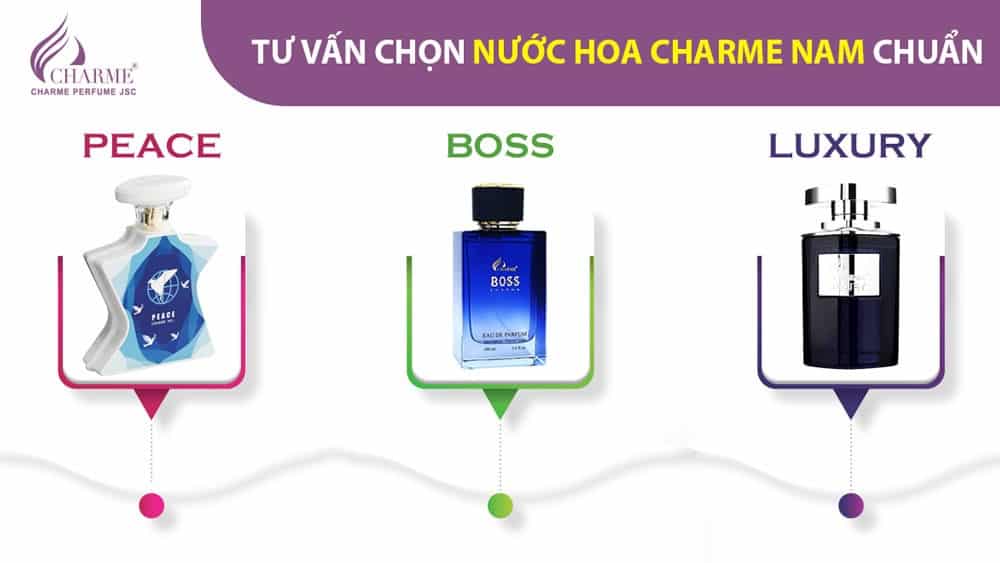 CHARME®
CHARME PERFUME JSC
TƯ VẤN CHỌN NƯỚC HOA CHARME NAM CHUẨN
PEACE
BOSS
LUXURY
PEACE
CHARME
BOSS
EAU DE PARFUM